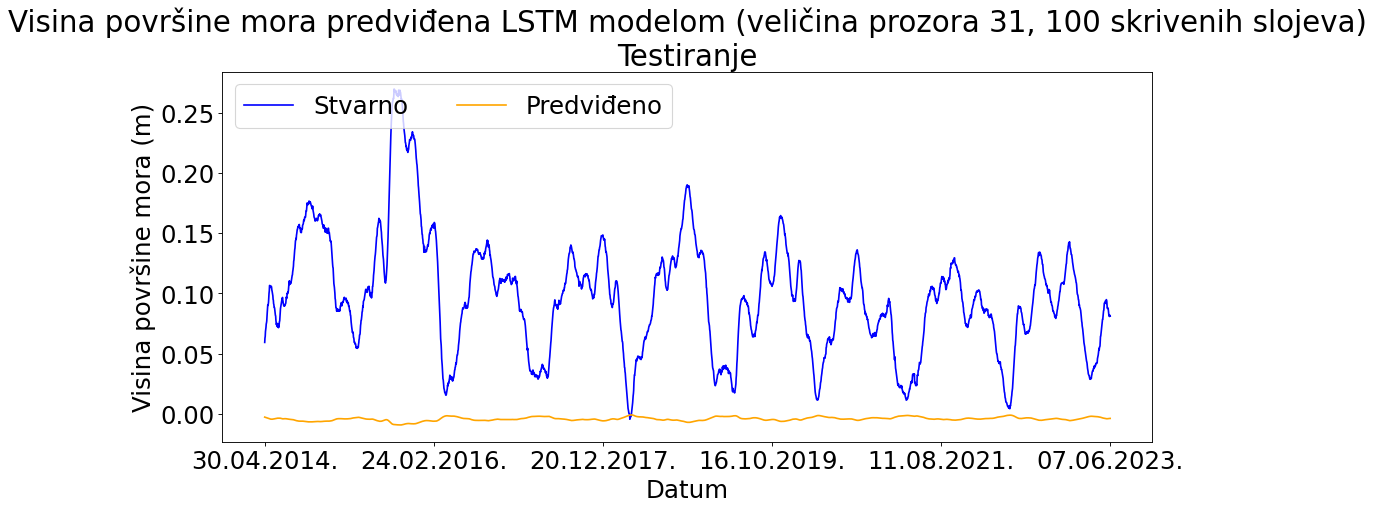 Visina površine mora predviđena LSTM modelom (veličina prozora 31, 100 skrivenih slojeva)
Testiranje
Stvarno Predviđeno
Visina površine mora (m)
0.25
0.20
0.15
0.10
0.05
0.00
30.04.2014. 24.02.2016. 20.12.2017. 16.10.2019. 11.08.2021. 07.06.2023.
Datum